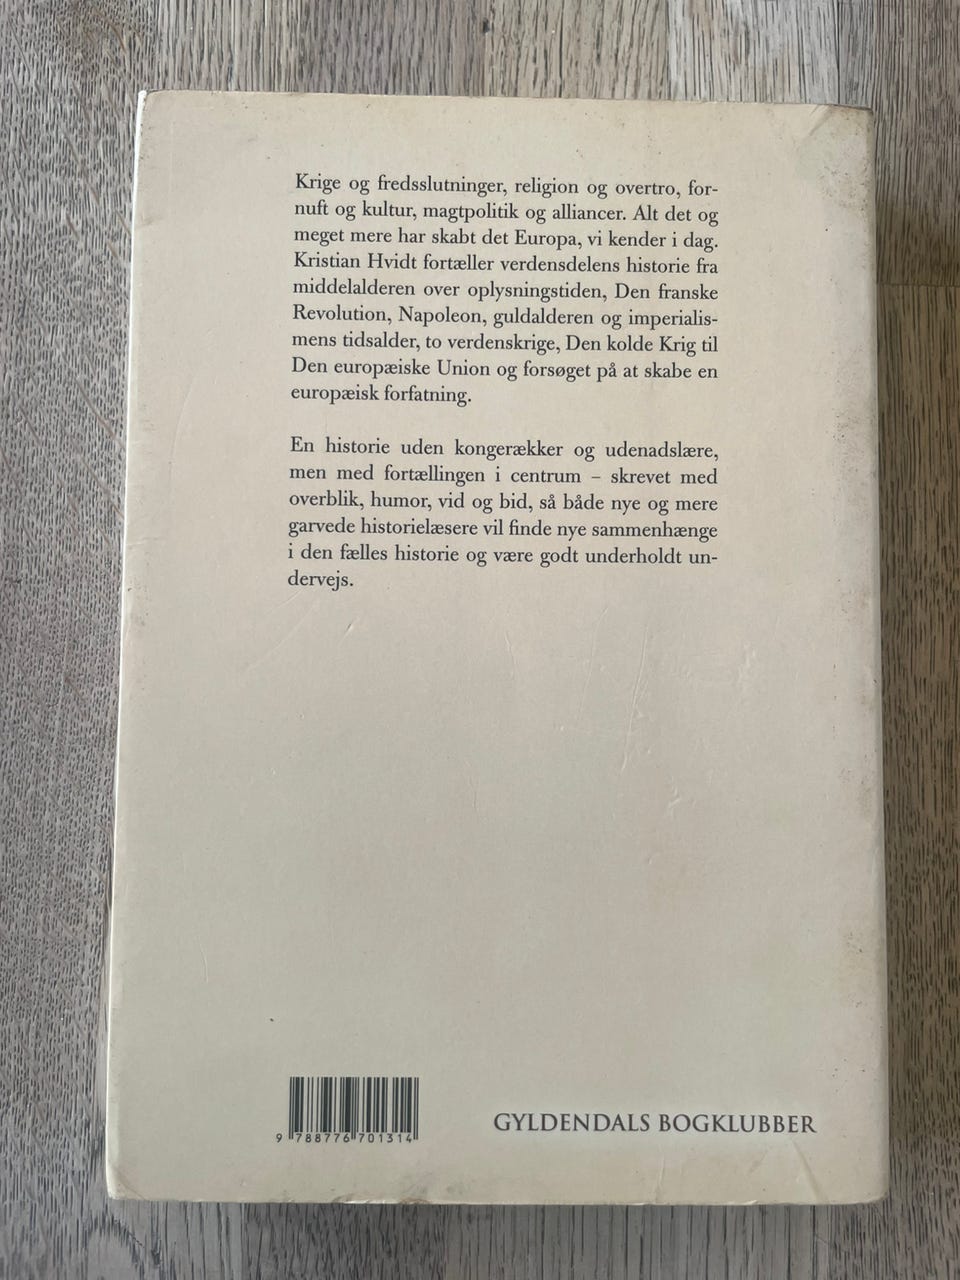 Krige og fredsslutninger, religion og overtro, for-
nuft og kultur, magtpolitik og alliancer. Alt det og
meget mere har skabt det Europa, vi kender i dag.
Kristian Hvidt fortæller verdensdelens historie fra
middelalderen over oplysningstiden, Den franske
Revolution, Napoleon, guldalderen og imperialis-
mens tidsalder, to verdenskrige, Den kolde Krig til
Den europæiske Union og forsøget på at skabe en
europæisk forfatning.
En historie uden kongerækker og udenadslære,
men med fortællingen i centrum – skrevet med
overblik, humor, vid og bid, så både nye og mere
garvede historielæsere vil finde nye sammenhænge
i den fælles historie og være godt underholdt un-
dervejs.
9 788776 701314
GYLDENDALS BOGKLUBBER